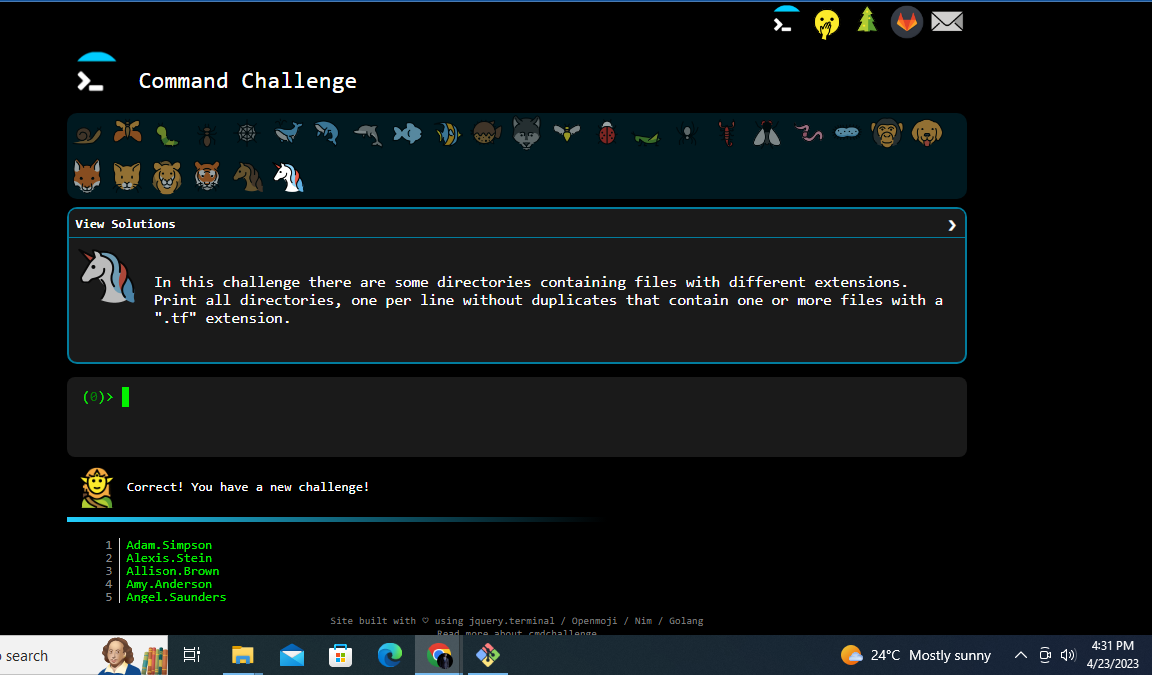 Command Challenge
View Solutions
In this challenge there are some directories containing files with different extensions.
Print all directories, one per line without duplicates that contain one or more files with a
".tf" extension.
(0)>
Correct! You have a new challenge!
1 Adam.Simpson
2 Alexis.Stein
3 Allison.Brown
4 Amy.Anderson
5 Angel.Saunders
Site built with ♡ using jquery.terminal / Openmoji / Nim / Golang
Read more about cmdchallenge
search
24°C Mostly sunny
4:31 PM
4/23/2023